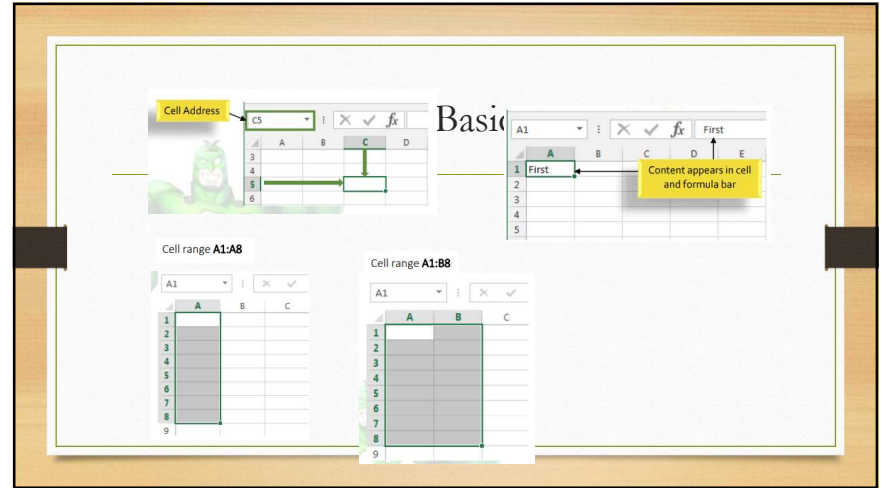 Basic
Cell Address
C5
fx
A B C D
3
4
5
6
A1
fx First
A B C D E
1 First
2
3
4
5
Content appears in cell
and formula bar
Cell range A1:A8
A1
A B C
1
2
3
4
5
6
7
8
9
Cell range A1:B8
A1
A B C
1
2
3
4
5
6
7
8
9